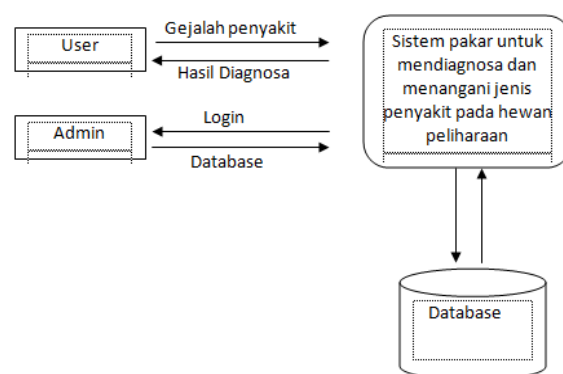 User
Gejalah penyakit
Hasil Diagnosa
Sistem pakar untuk
mendiagnosa dan
menangani jenis
penyakit pada hewan
peliharaan
Admin
Login
Database
Database